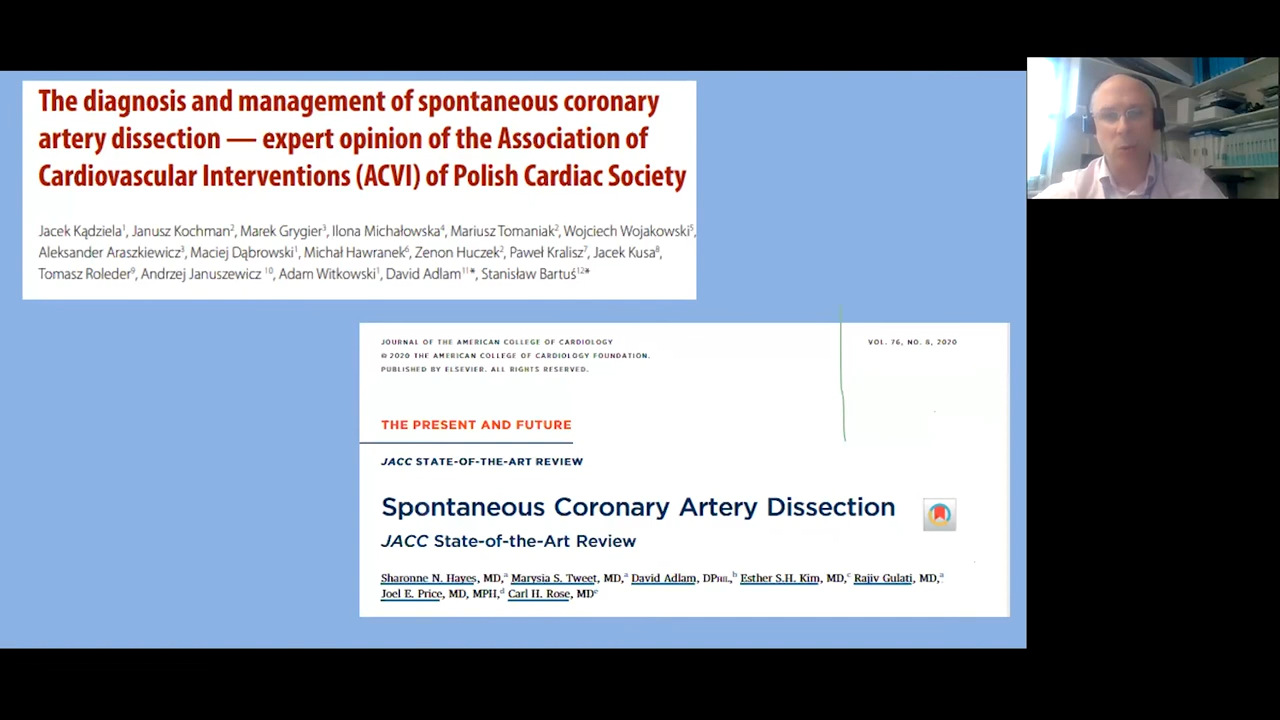 The diagnosis and management of spontaneous coronary
artery dissection — expert opinion of the Association of
Cardiovascular Interventions (ACVI) of Polish Cardiac Society
Jacek Kądziela1, Janusz Kochman2, Marek Grygier3, Ilona Michałowska4, Mariusz Tomaniak2, Wojciech Wojakowski5,
Aleksander Araszkiewicz3, Maciej Dąbrowski1, Michał Hawranek6, Zenon Huczek2, Paweł Kralisz7, Jacek Kusa8,
Tomasz Roleder9, Andrzej Januszewicz 10, Adam Witkowski1, David Adlam11*, Stanisław Bartuś12*
JOURNAL OF THE AMERICAN COLLEGE OF CARDIOLOGY
VOL. 76, NO. 8, 2020
© 2020 THE AMERICAN COLLEGE OF CARDIOLOGY FOUNDATION.
PUBLISHED BY ELSEVIER. ALL RIGHTS RESERVED.
THE PRESENT AND FUTURE
JACC STATE-OF-THE-ART REVIEW
Spontaneous Coronary Artery Dissection
JACC State-of-the-Art Review
Sharonne N. Hayes, MD,a Marysia S. Tweet, MD,a David Adlam, DPHIL,b Esther S.H. Kim, MD,c Rajiv Gulati, MD,a
Joel E. Price, MD, MPH,d Carl H. Rose, MDe